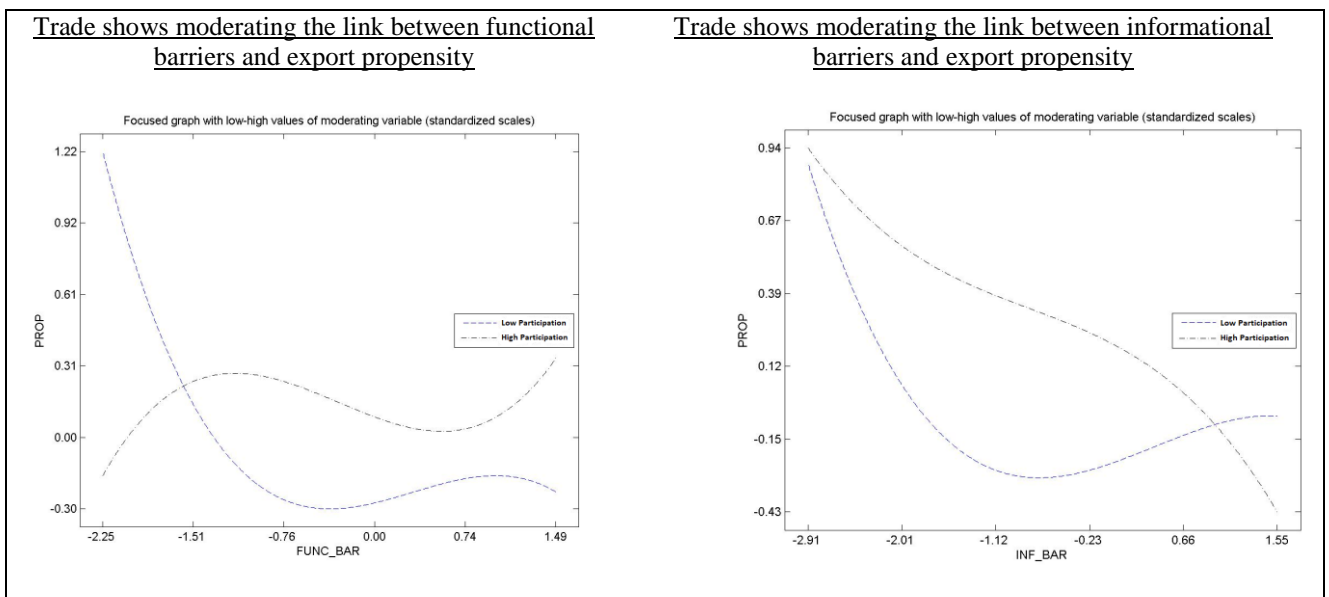 Trade shows moderating the link between functional
barriers and export propensity
Focused graph with low-high values of moderating variable (standardized scales)
1.22
0.92
0.61
0.31
0.00
-0.30
PROP
Low Participation
High Participation
-2.25
-1.51
-0.76
0.00
0.74
1.49
FUNC_BAR
Trade shows moderating the link between informational
barriers and export propensity
Focused graph with low-high values of moderating variable (standardized scales)
0.94
0.67
0.39
0.12
-0.15
-0.43
PROP
Low Participation
High Participation
-2.91
-2.01
-1.12
-0.23
0.66
1.55
INF_BAR